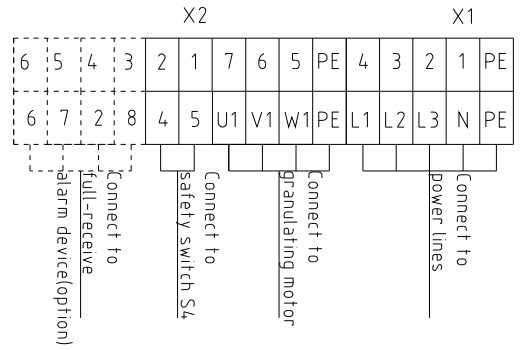 X2 X1
6 5 4 3 2 1 7 6 5 PE 4 3 2 1 PE
6 7 2 8 4 5 U1 V1 W1 PE L1 L2 L3 N PE
Connect to
full-receive
alarm device(option)
Connect to
safety switch S4
Connect to
granulating motor
Connect to
power lines